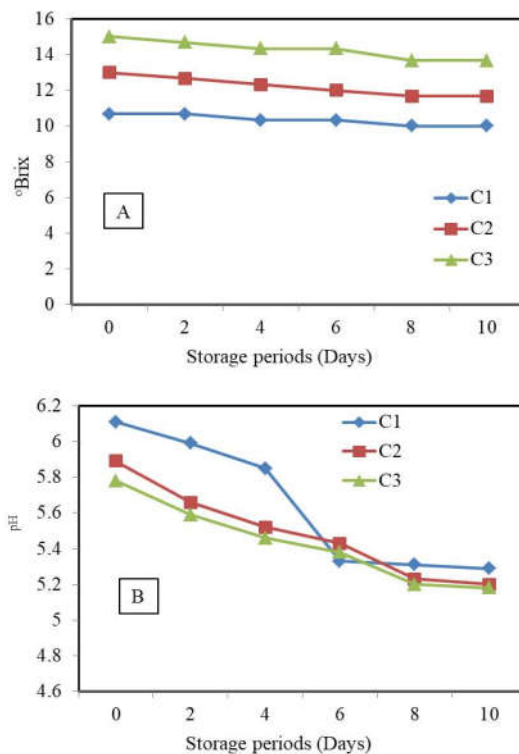 16
14
12
10
8
6
4
2
0
°Brix
A
C1
C2
C3
0 2 4 6 8 10
Storage periods (Days)
6.2
6
5.8
5.6
5.4
5.2
5
4.8
4.6
pH
C1
C2
C3
B
0 2 4 6 8 10
Storage periods (Days)